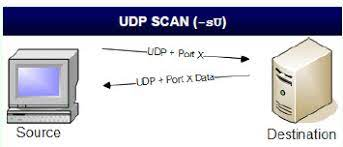 UDP SCAN (-sU)
UDP + Port X
UDP + Port X Data
Source
Destination